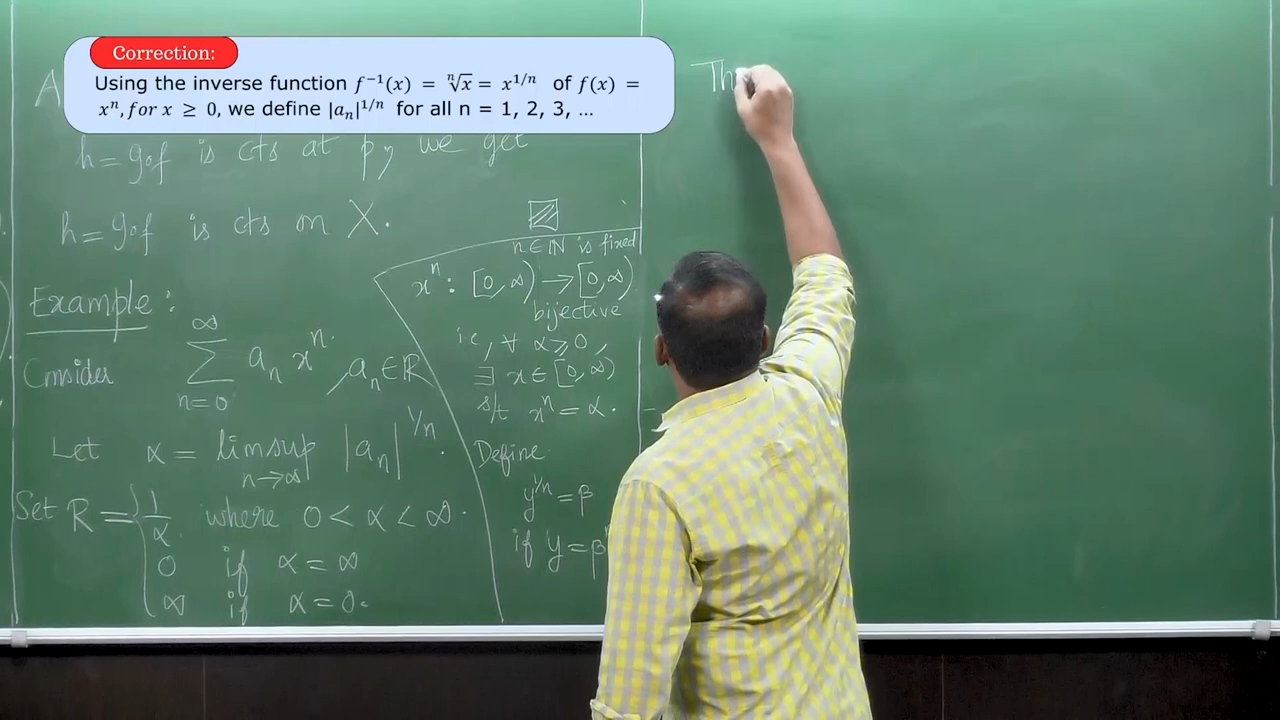 Correction:
Using the inverse function f⁻¹(x) = ⁿ√x = x^{1/n} of f(x) =
xⁿ, for x ≥ 0, we define |aₙ|^{1/n} for all n = 1, 2, 3, ...
A
h = g∘f is cts at p, we get
h = g∘f is cts on X.
Example:
Consider ∑_{n=0}^{∞} aₙ xⁿ, aₙ ∈ ℝ
Let α = limsup_{n→∞} |aₙ|^{1/n}.
Set R = { 1/α where 0 < α < ∞.
0 if α = ∞
∞ if α = 0.
n ∈ ℕ is fixed
xⁿ : [0, ∞) → [0, ∞)
bijective
ie, ∀ α ≥ 0,
∃ x ∈ [0, ∞)
s/t xⁿ = α.
Define
y^{1/n} = β
if y = β
Th